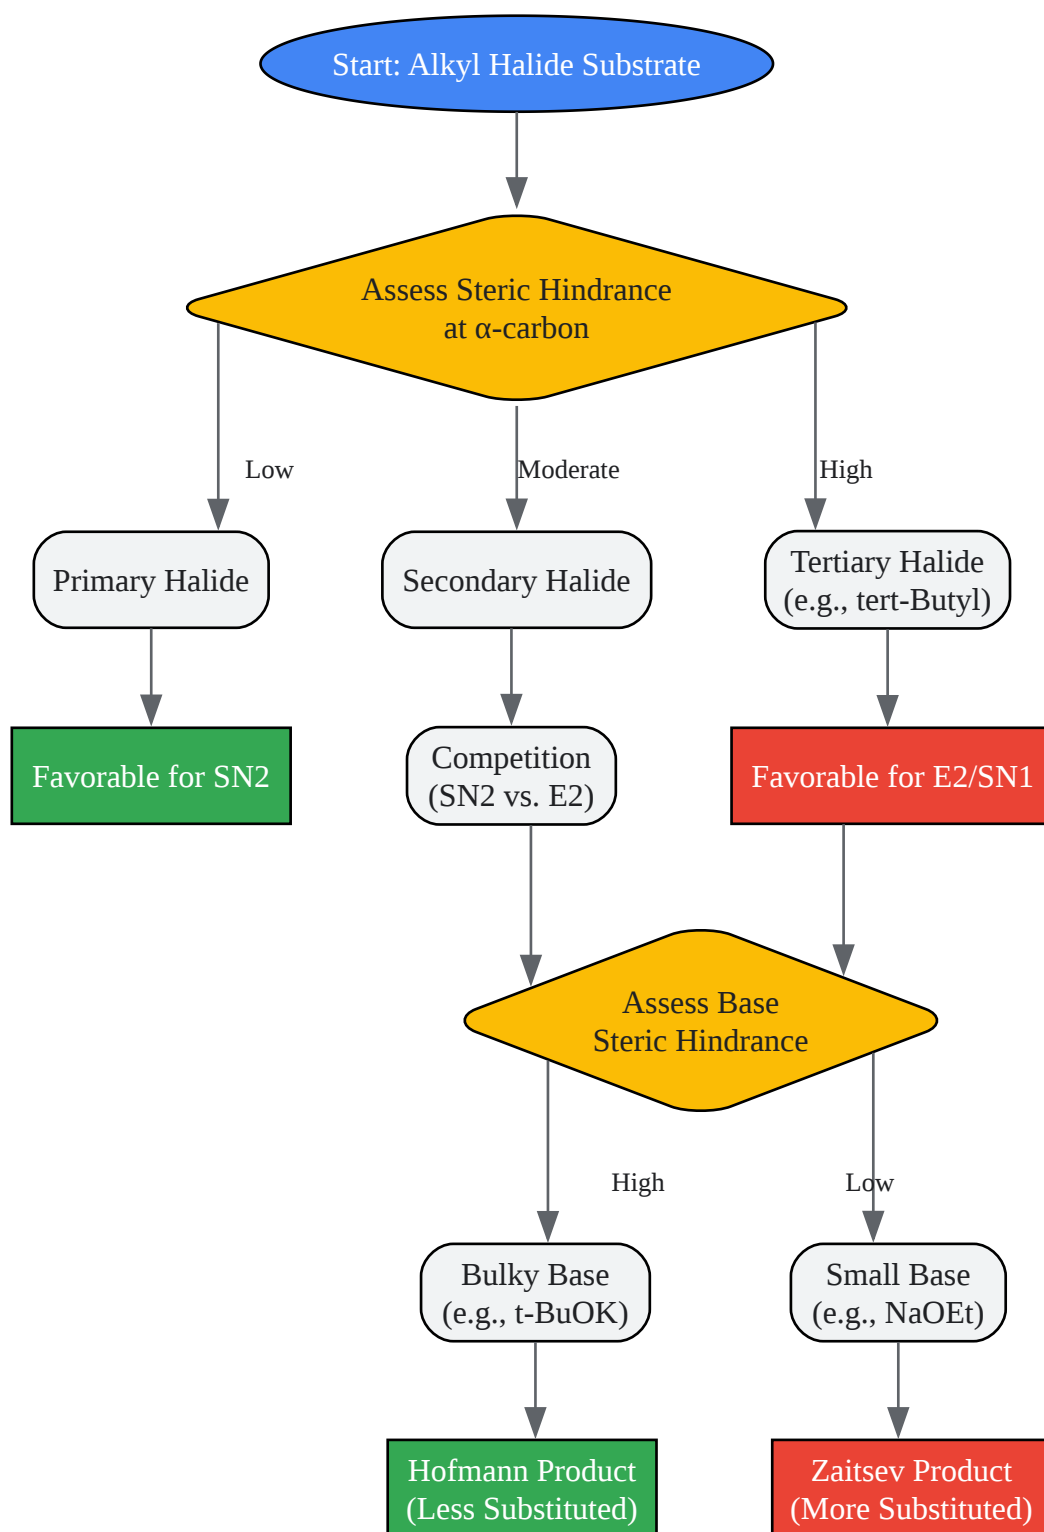 Start: Alkyl Halide Substrate
Assess Steric Hindrance
at α-carbon
Low
Moderate
High
Primary Halide
Secondary Halide
Tertiary Halide
(e.g., tert-Butyl)
Favorable for SN2
Competition
(SN2 vs. E2)
Favorable for E2/SN1
Assess Base
Steric Hindrance
High
Low
Bulky Base
(e.g., t-BuOK)
Small Base
(e.g., NaOEt)
Hofmann Product
(Less Substituted)
Zaitsev Product
(More Substituted)